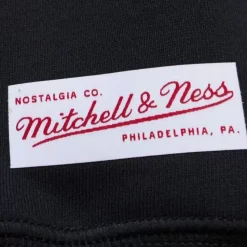 NOSTALGIA CO.
Mitchell & Ness
PHILADELPHIA, PA.